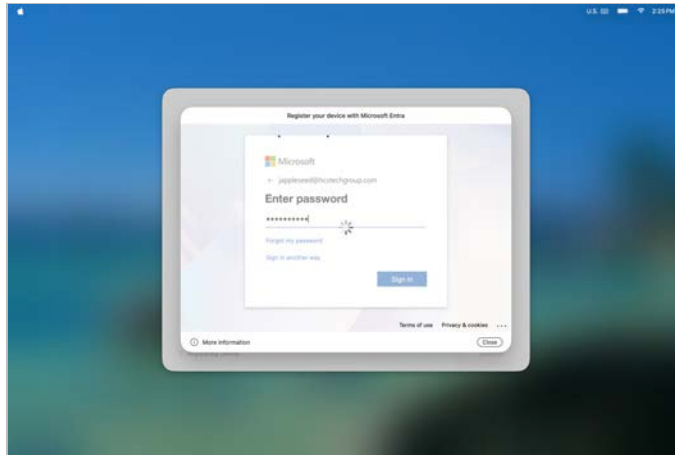 U.S.
2:25 PM
Register your device with Microsoft Entra
Microsoft
← jappleseed@hcstechgroup.com
Enter password
**********
Forgot my password
Sign in another way
Sign in
Terms of use Privacy & cookies ...
More information
Close